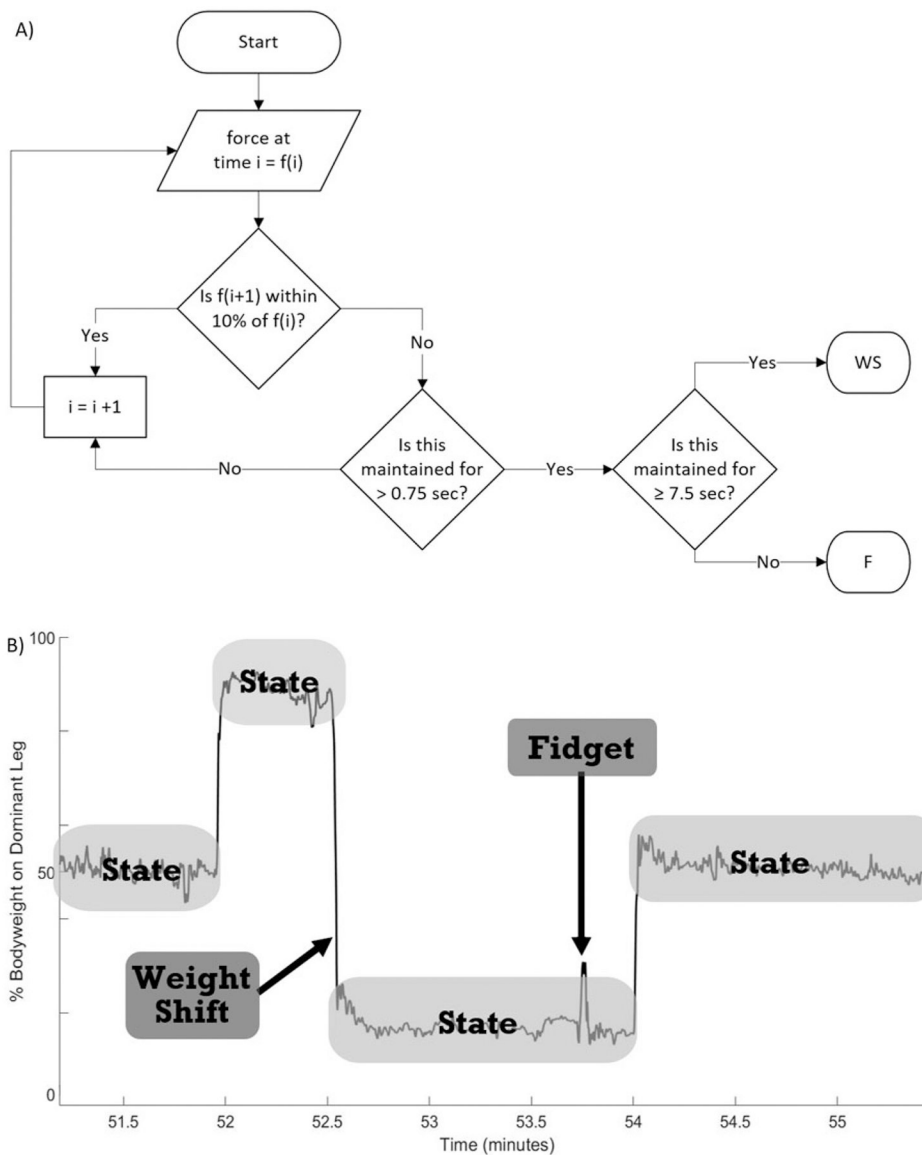 A)
Start
force at
time i = f(i)
Is f(i+1) within
10% of f(i)?
Yes
No
i = i +1
No
Is this
maintained for
> 0.75 sec?
Yes
Is this
maintained for
≥ 7.5 sec?
Yes
WS
No
F
B)
100
50
0
% Bodyweight on Dominant Leg
State
State
Weight
Shift
State
Fidget
State
51.5
52
52.5
53
53.5
54
54.5
55
Time (minutes)